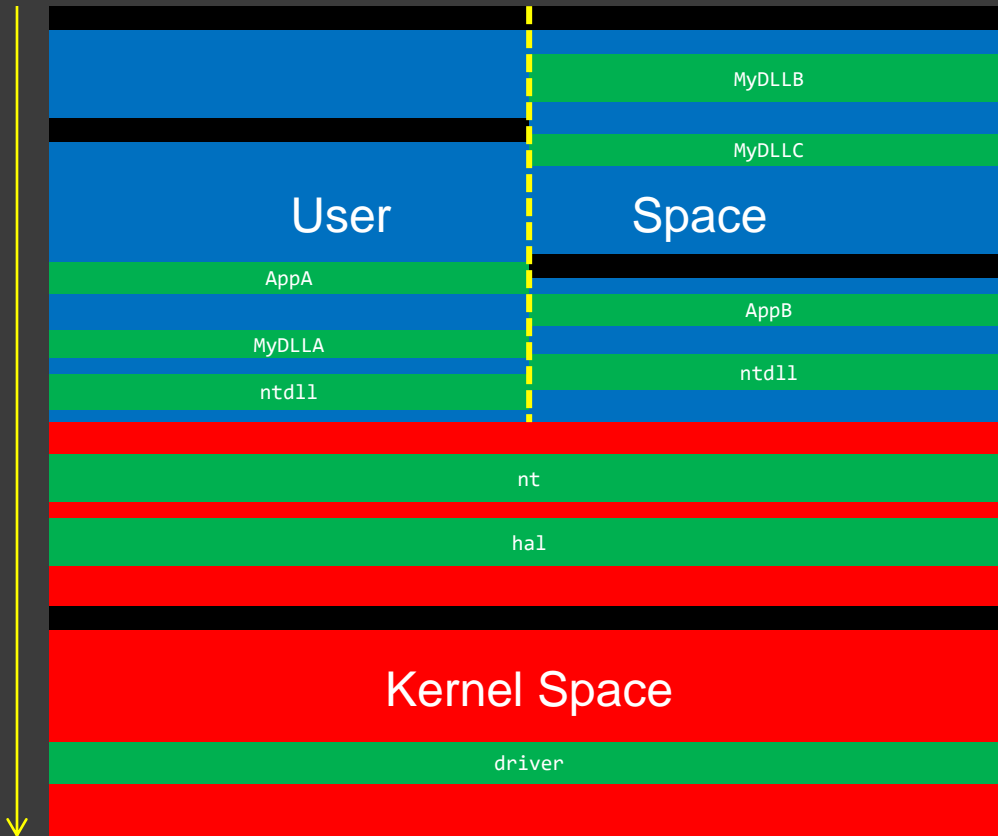 MyDLLB
MyDLLC
User Space
AppA
AppB
MyDLLA
ntdll
ntdll
nt
hal
Kernel Space
driver